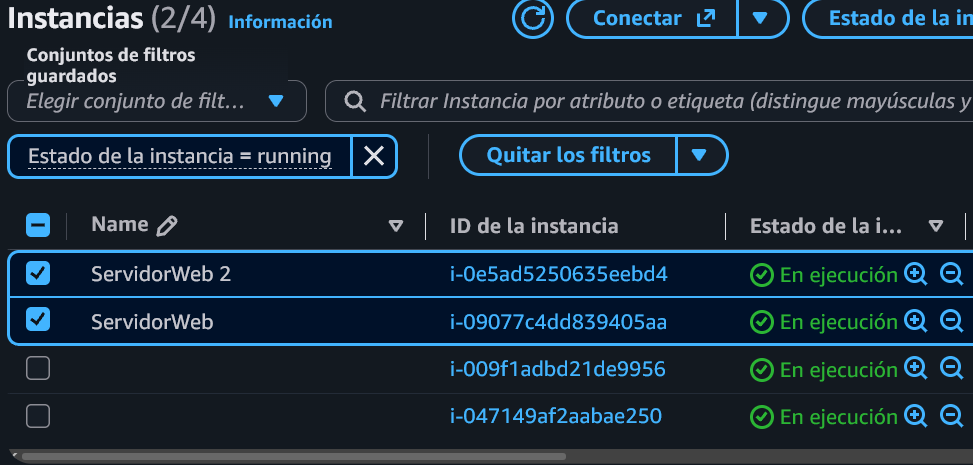 Instancias (2/4) Información
Conectar
Estado de la in
Conjuntos de filtros
guardados
Elegir conjunto de filt...
Filtrar Instancia por atributo o etiqueta (distingue mayúsculas y
Estado de la instancia = running
Quitar los filtros
Name ID de la instancia Estado de la i...
ServidorWeb 2 i-0e5ad5250635eebd4 En ejecución
ServidorWeb i-09077c4dd839405aa En ejecución
i-009f1adbd21de9956 En ejecución
i-047149af2aabae250 En ejecución